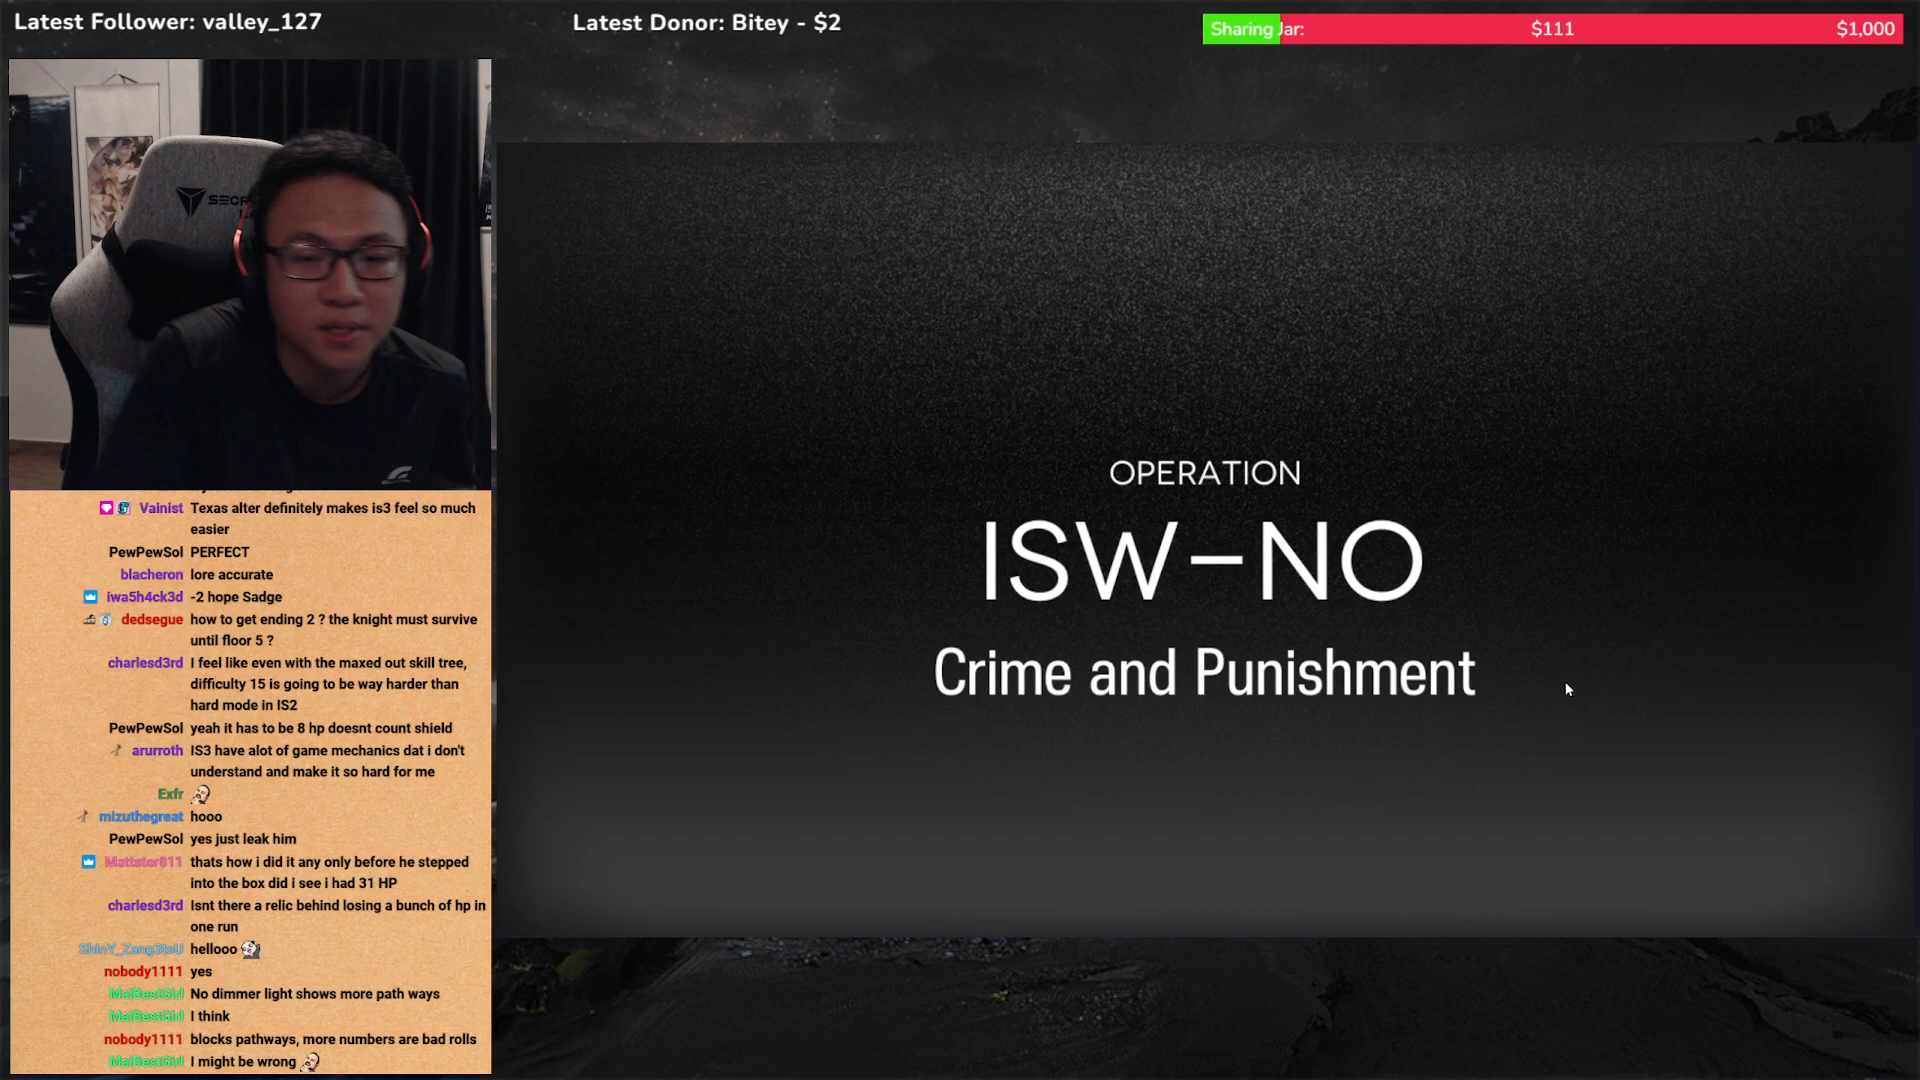 Latest Follower: valley_127
Latest Donor: Bitey - $2
Sharing Jar: $111 $1,000
OPERATION
ISW-NO
Crime and Punishment
Vainist Texas alter definitely makes is3 feel so much
easier
PewPewSol PERFECT
blacheron lore accurate
iwa5h4ck3d -2 hope Sadge
dedsegue how to get ending 2 ? the knight must survive
until floor 5 ?
charlesd3rd I feel like even with the maxed out skill tree,
difficulty 15 is going to be way harder than
hard mode in IS2
PewPewSol yeah it has to be 8 hp doesnt count shield
arurroth IS3 have alot of game mechanics dat i don't
understand and make it so hard for me
Exfr
mizuthegreat hooo
PewPewSol yes just leak him
Mattster011 thats how i did it any only before he stepped
into the box did i see i had 31 HP
charlesd3rd Isnt there a relic behind losing a bunch of hp in
one run
hellooo
nobody1111 yes
MaiBestGirl No dimmer light shows more path ways
MaiBestGirl I think
nobody1111 blocks pathways, more numbers are bad rolls
MaiBestGirl I might be wrong